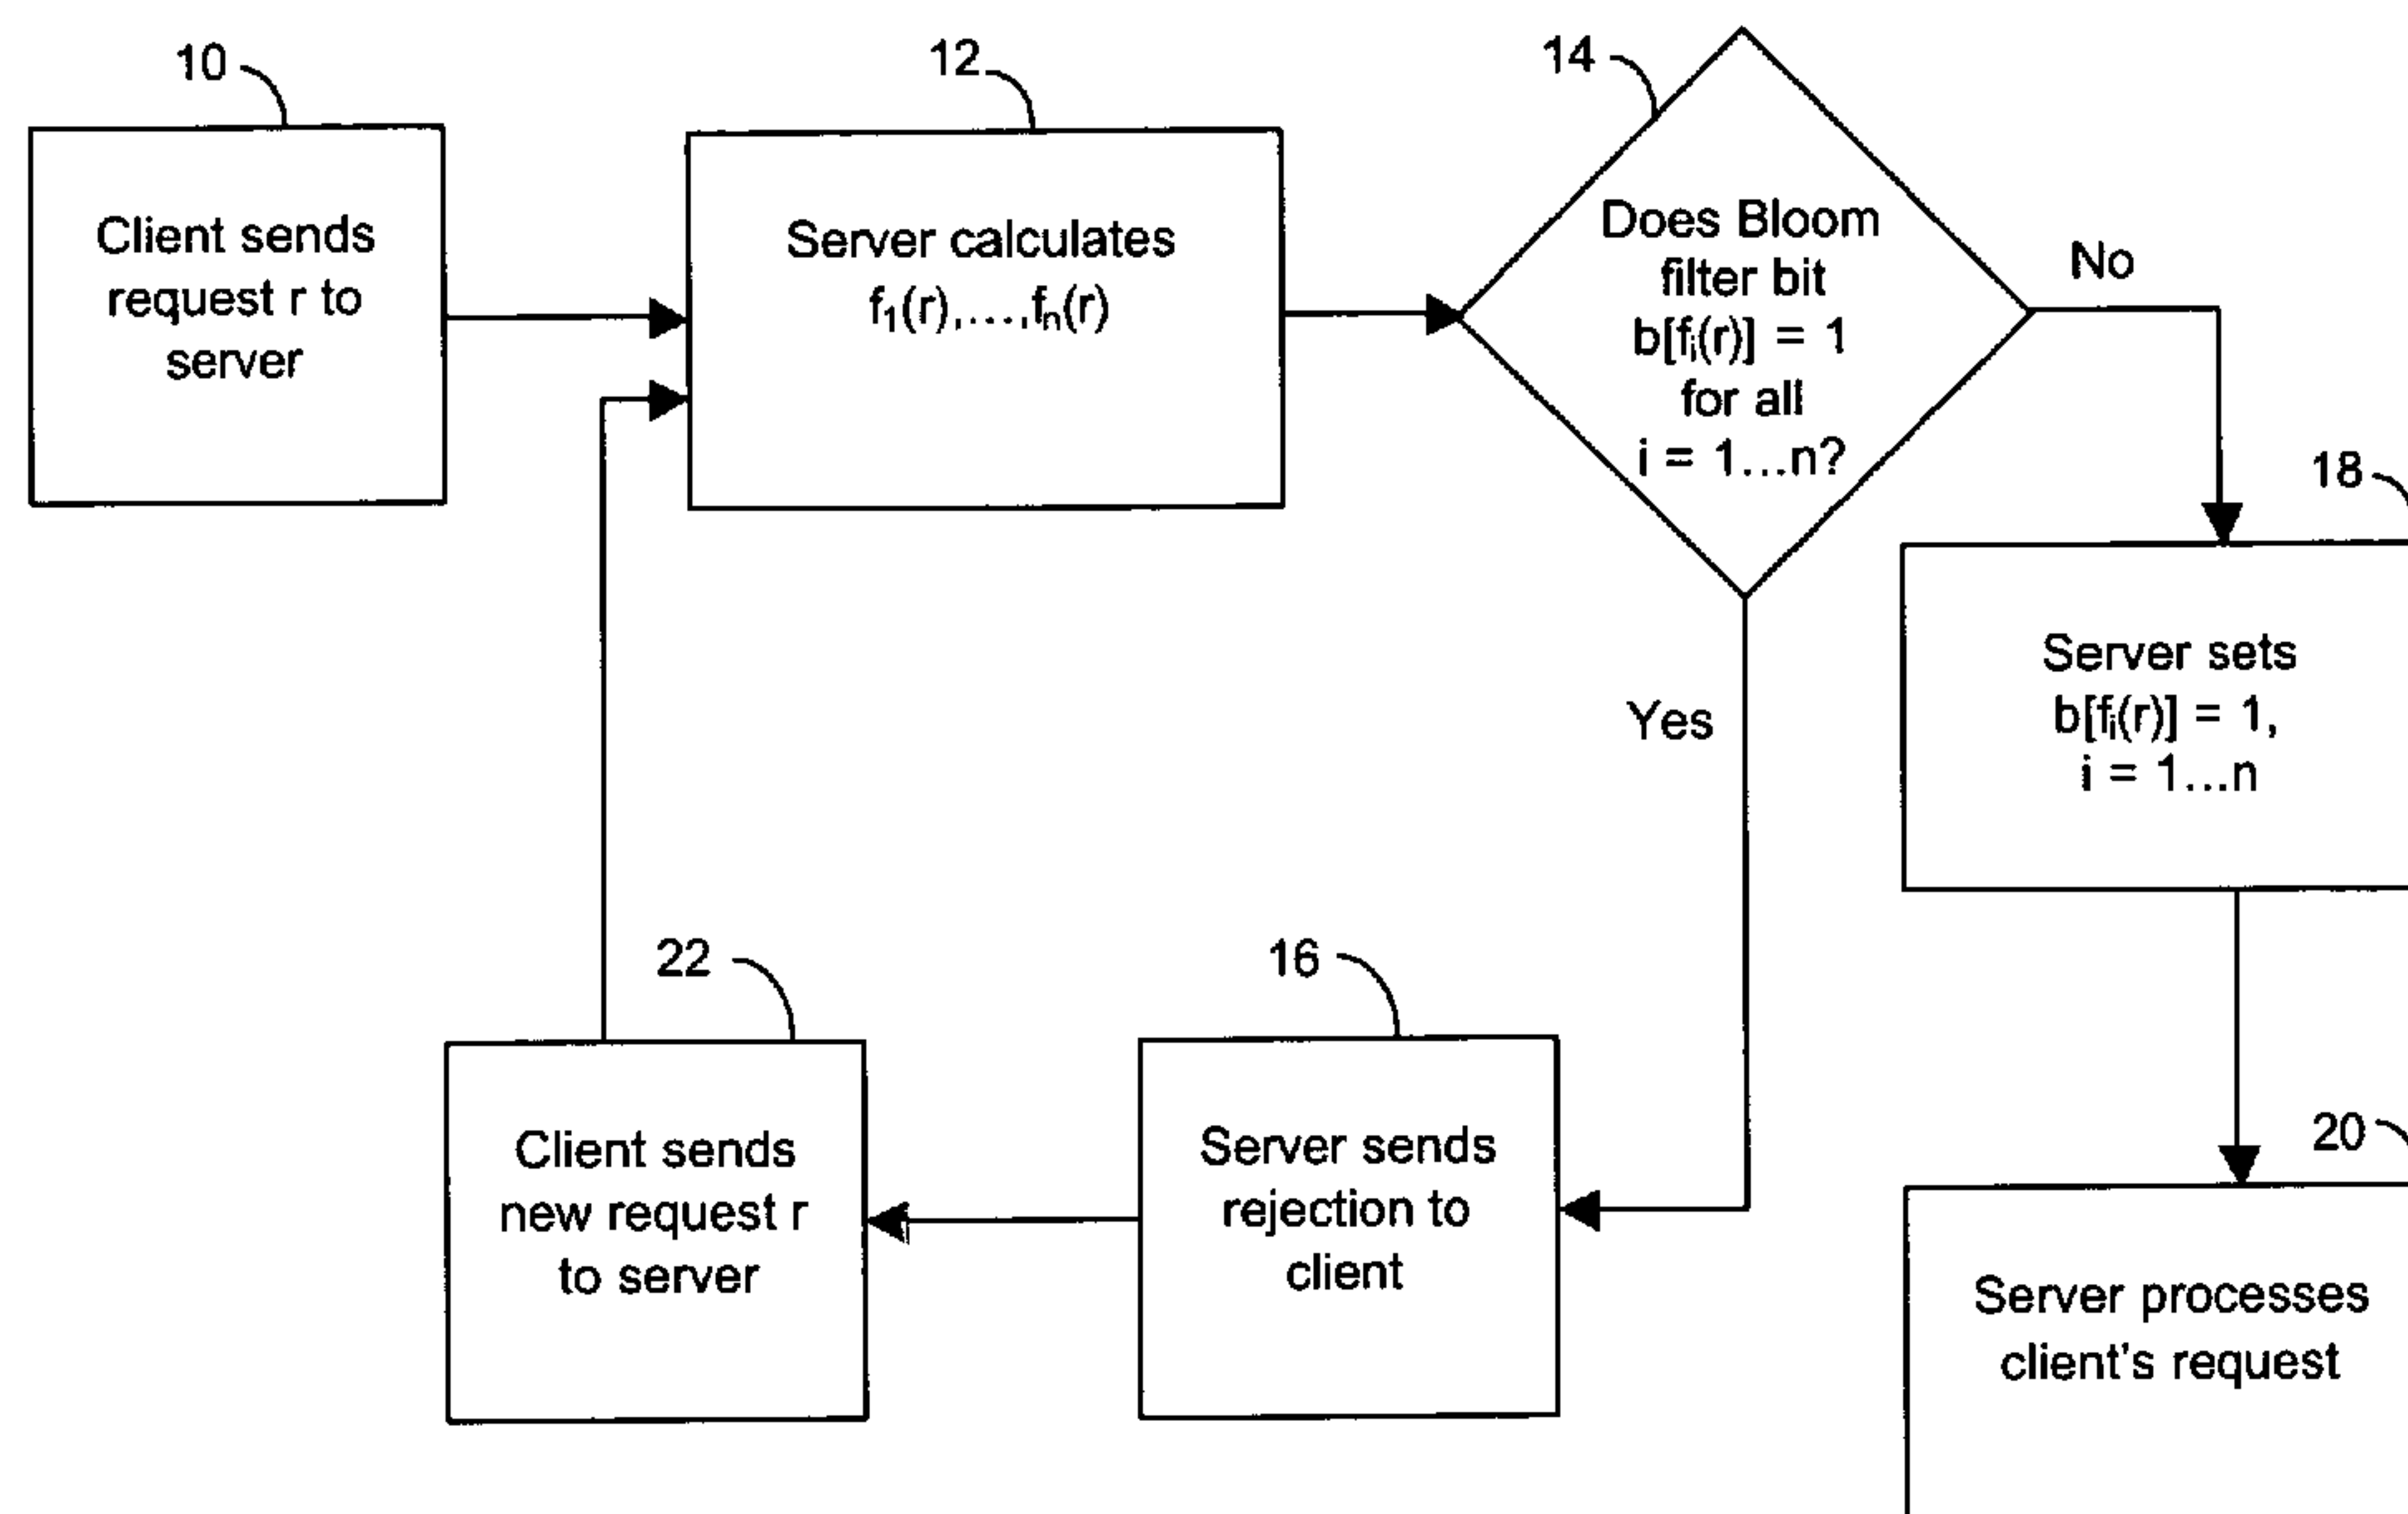 10
Client sends
request r to
server
12
Server calculates
f₁(r),...,fₙ(r)
14
Does Bloom
filter bit
b[fᵢ(r)] = 1
for all
i = 1...n?
No
Yes
18
Server sets
b[fᵢ(r)] = 1,
i = 1...n
22
Client sends
new request r
to server
16
Server sends
rejection to
client
20
Server processes
client's request